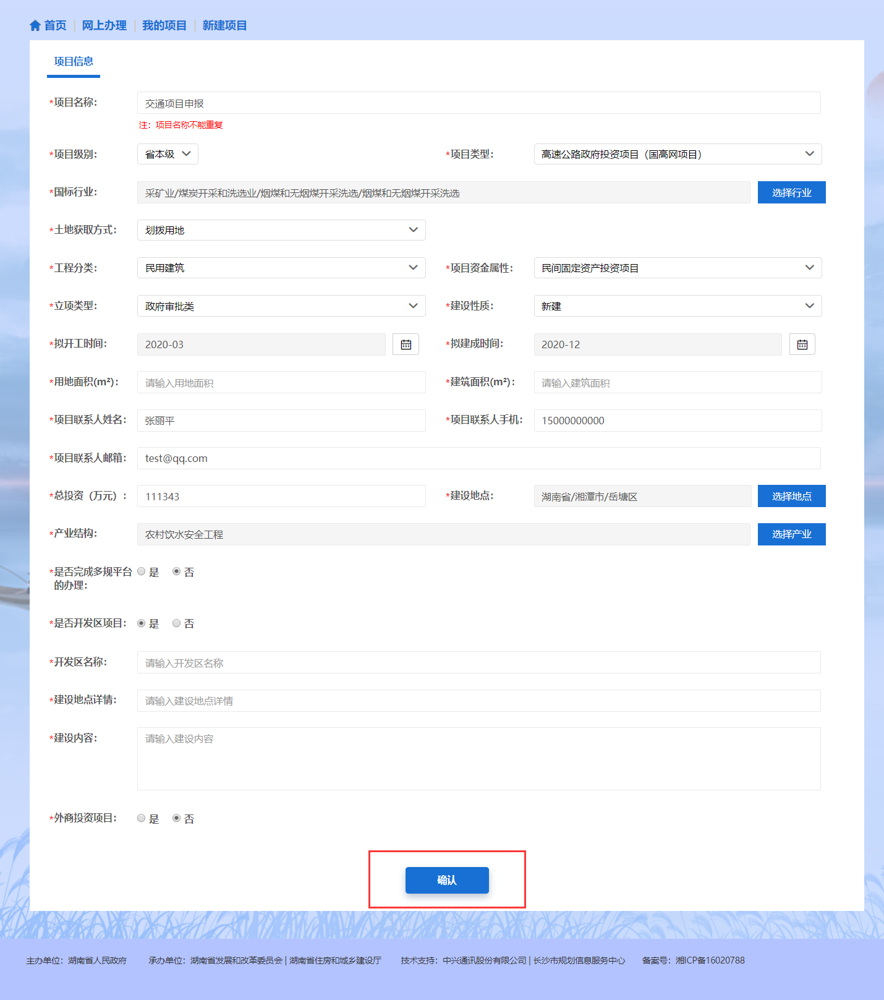 首页 | 网上办理 | 我的项目 | 新建项目
项目信息
*项目名称： 交通项目申报
注：项目名称不能重复
*项目级别： 省本级 *项目类型： 高速公路政府投资项目（国高网项目）
*国标行业： 采矿业/煤炭开采和洗选业/烟煤和无烟煤开采洗选/烟煤和无烟煤开采洗选 选择行业
*土地获取方式： 划拨用地
*工程分类： 民用建筑 *项目资金属性： 民间固定资产投资项目
*立项类型： 政府审批类 *建设性质： 新建
*拟开工时间： 2020-03 *拟建成时间： 2020-12
*用地面积(m²)： 请输入用地面积 *建筑面积(m²)： 请输入建筑面积
*项目联系人姓名： 张丽平 *项目联系人手机： 15000000000
*项目联系人邮箱： test@qq.com
*总投资（万元）： 111343 *建设地点： 湖南省/湘潭市/岳塘区 选择地点
*产业结构： 农村饮水安全工程 选择产业
*是否完成多规平台 是 否
的办理：
*是否开发区项目： 是 否
*开发区名称： 请输入开发区名称
*建设地点详情： 请输入建设地点详情
*建设内容： 请输入建设内容
*外商投资项目： 是 否
确认
主办单位：湖南省人民政府 承办单位：湖南省发展和改革委员会 | 湖南省住房和城乡建设厅 技术支持：中兴通讯股份有限公司 | 长沙市规划信息服务中心 备案号：湘ICP备16020788